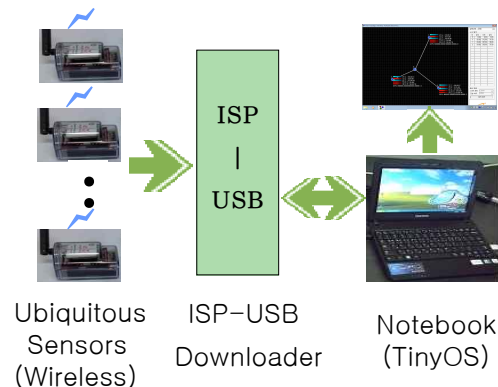 ISP
|
USB
Ubiquitous
Sensors
(Wireless)
ISP-USB
Downloader
Notebook
(TinyOS)